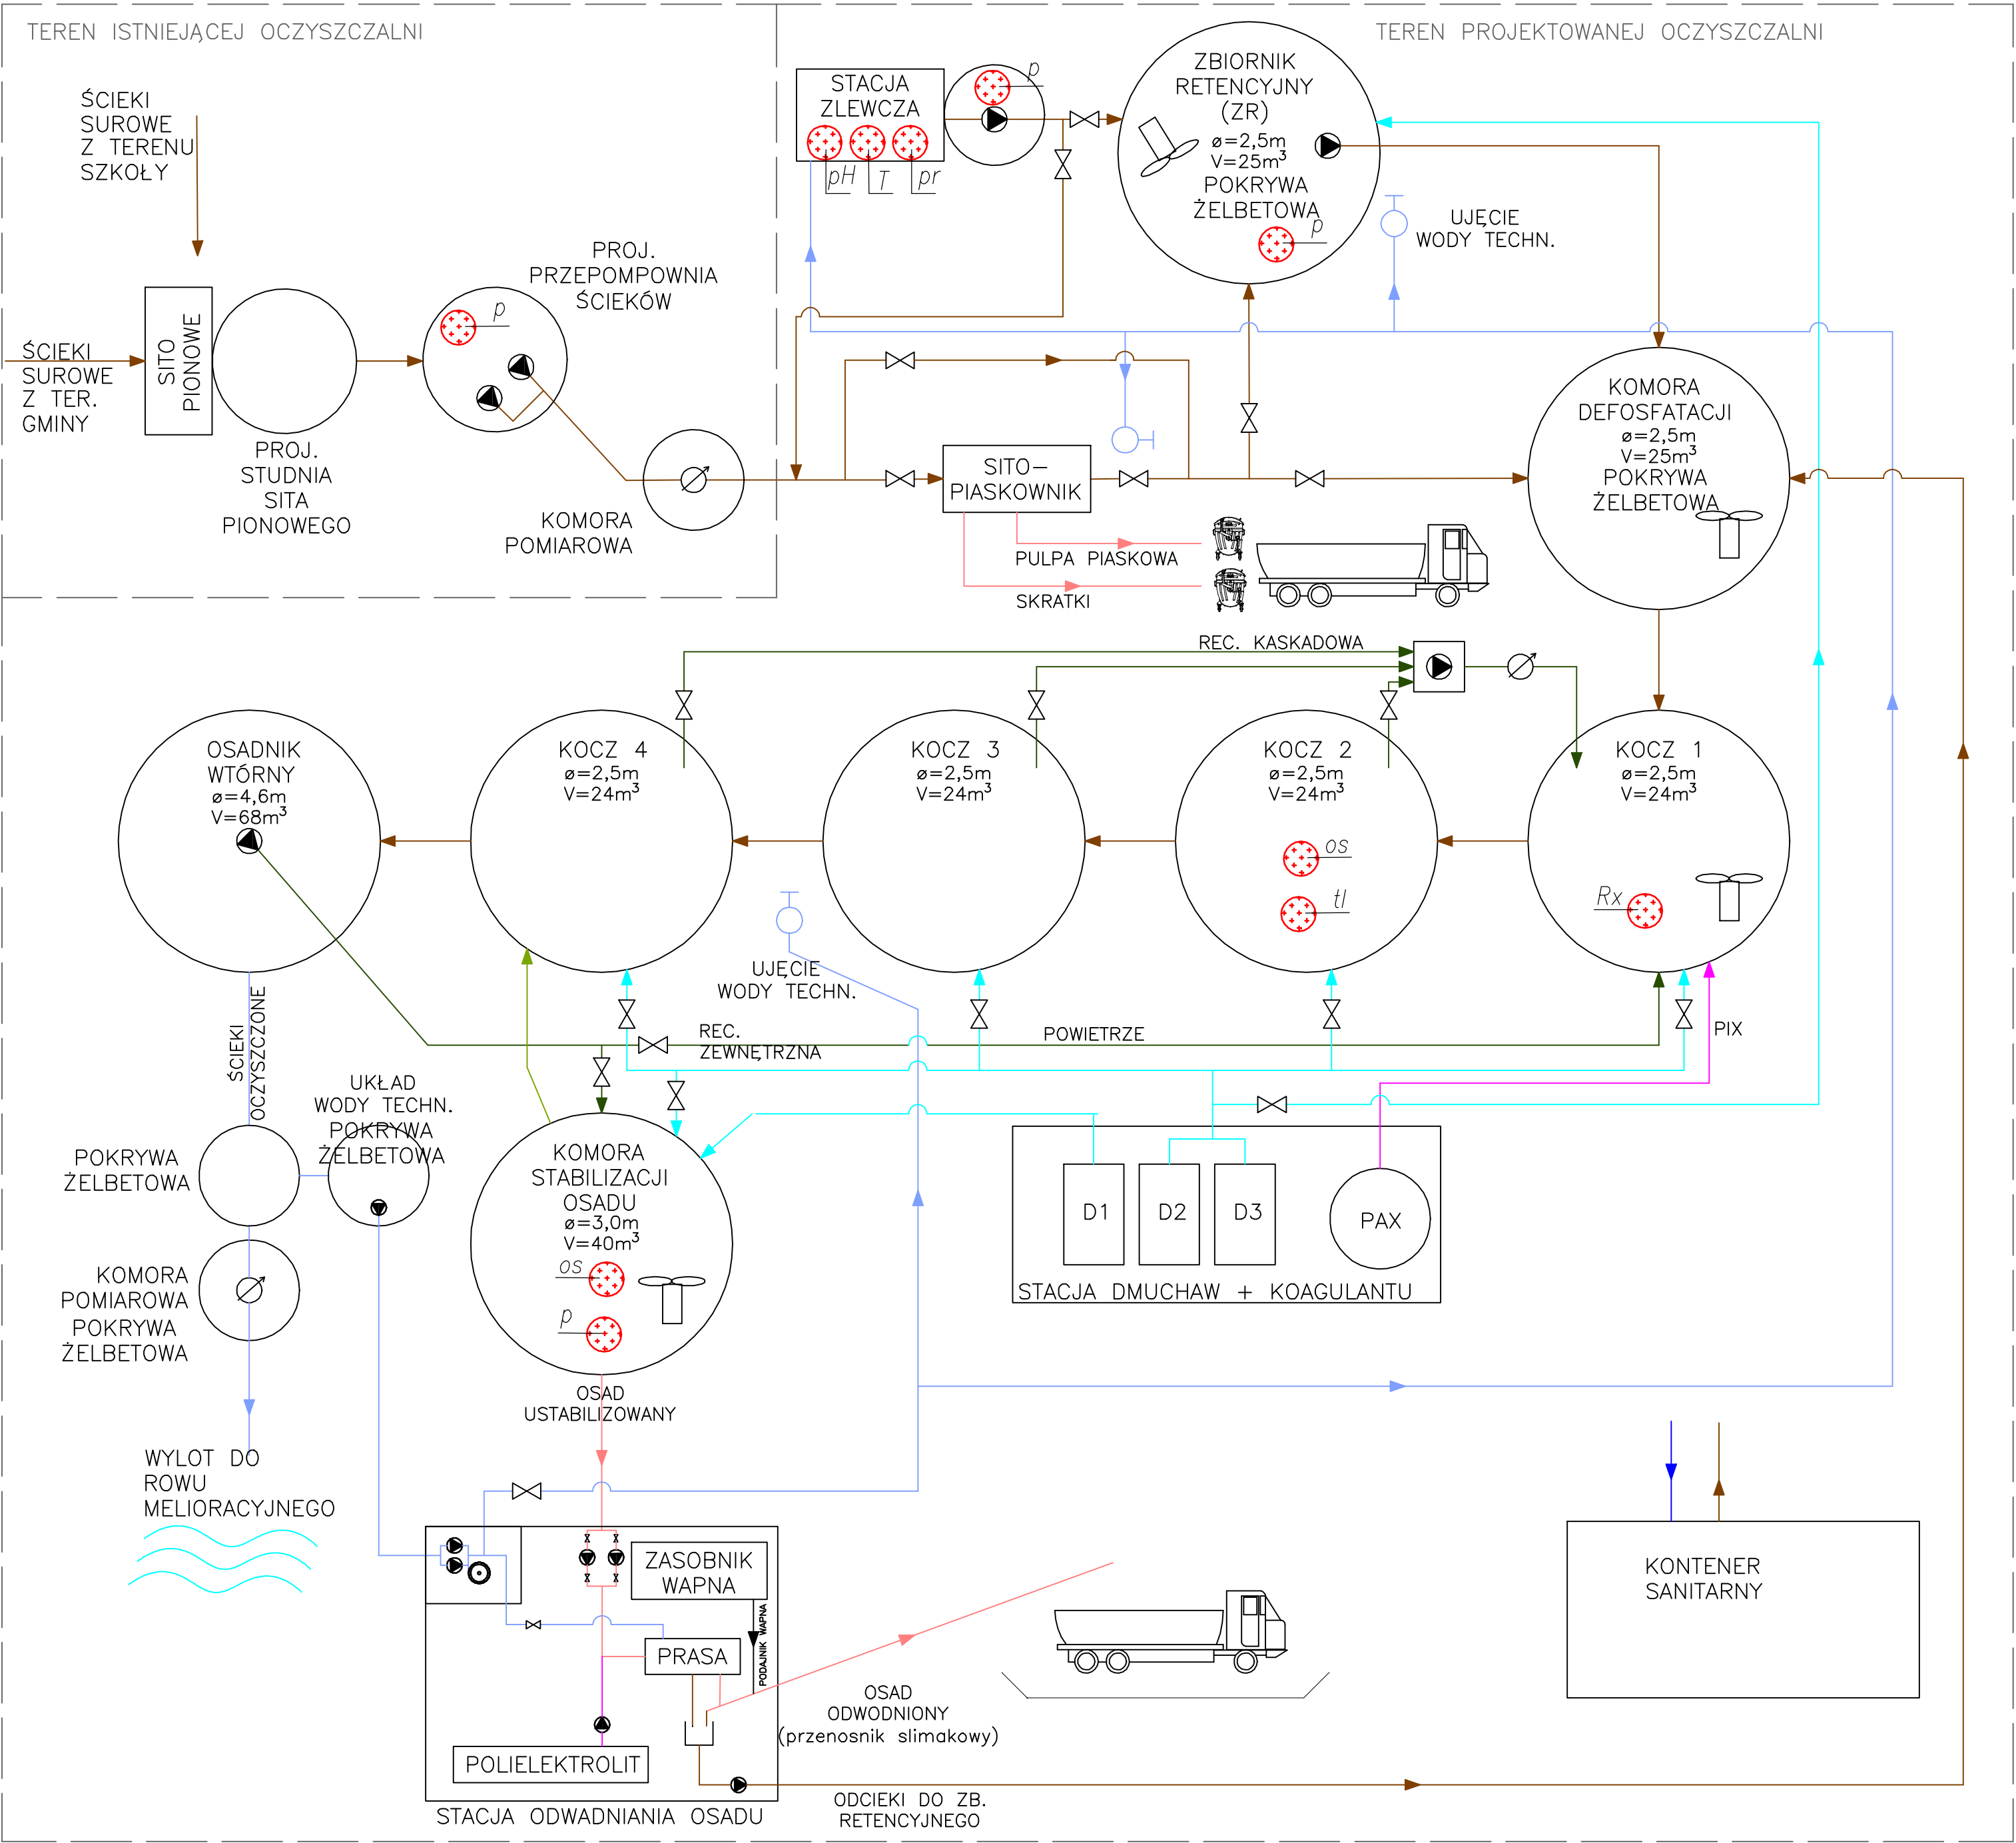 TEREN ISTNIEJĄCEJ OCZYSZCZALNI
TEREN PROJEKTOWANEJ OCZYSZCZALNI
ŚCIEKI
SUROWE
Z TERENU
SZKOŁY
STACJA
ZLEWCZA
pH
T
pr
p
ZBIORNIK
RETENCYJNY
(ZR)
ø=2,5m
V=25m³
POKRYWA
ŻELBETOWA
p
UJĘCIE
WODY TECHN.
PROJ.
PRZEPOMPOWNIA
ŚCIEKÓW
p
ŚCIEKI
SUROWE
Z TER.
GMINY
SITO
PIONOWE
PROJ.
STUDNIA
SITA
PIONOWEGO
KOMORA
POMIAROWA
SITO-
PIASKOWNIK
PULPA PIASKOWA
SKRATKI
KOMORA
DEFOSFATACJI
ø=2,5m
V=25m³
POKRYWA
ŻELBETOWA
REC. KASKADOWA
OSADNIK
WTÓRNY
ø=4,6m
V=68m³
KOCZ 4
ø=2,5m
V=24m³
KOCZ 3
ø=2,5m
V=24m³
KOCZ 2
ø=2,5m
V=24m³
os
tl
KOCZ 1
ø=2,5m
V=24m³
Rx
UJĘCIE
WODY TECHN.
ŚCIEKI
OCZYSZCZONE
REC.
ZEWNĘTRZNA
POWIETRZE
PIX
UKŁAD
WODY TECHN.
POKRYWA
ŻELBETOWA
POKRYWA
ŻELBETOWA
KOMORA
STABILIZACJI
OSADU
ø=3,0m
V=40m³
os
p
D1
D2
D3
PAX
STACJA DMUCHAW + KOAGULANTU
KOMORA
POMIAROWA
POKRYWA
ŻELBETOWA
OSAD
USTABILIZOWANY
WYLOT DO
ROWU
MELIORACYJNEGO
ZASOBNIK
WAPNA
PODAJNIK WAPNA
PRASA
POLIELEKTROLIT
STACJA ODWADNIANIA OSADU
OSAD
ODWODNIONY
(przenosnik slimakowy)
ODCIEKI DO ZB.
RETENCYJNEGO
KONTENER
SANITARNY